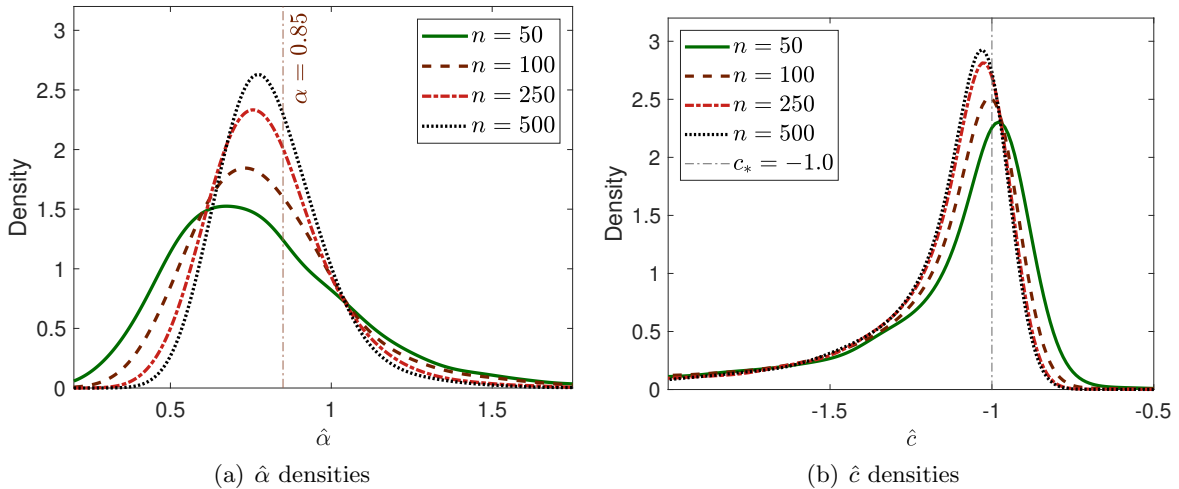 3
2.5
2
1.5
1
0.5
0
Density
0.5
1
1.5
α̂
α = 0.85
n = 50
n = 100
n = 250
n = 500
(a) α̂ densities
3
2.5
2
1.5
1
0.5
0
Density
-1.5
-1
-0.5
ĉ
n = 50
n = 100
n = 250
n = 500
c* = −1.0
(b) ĉ densities